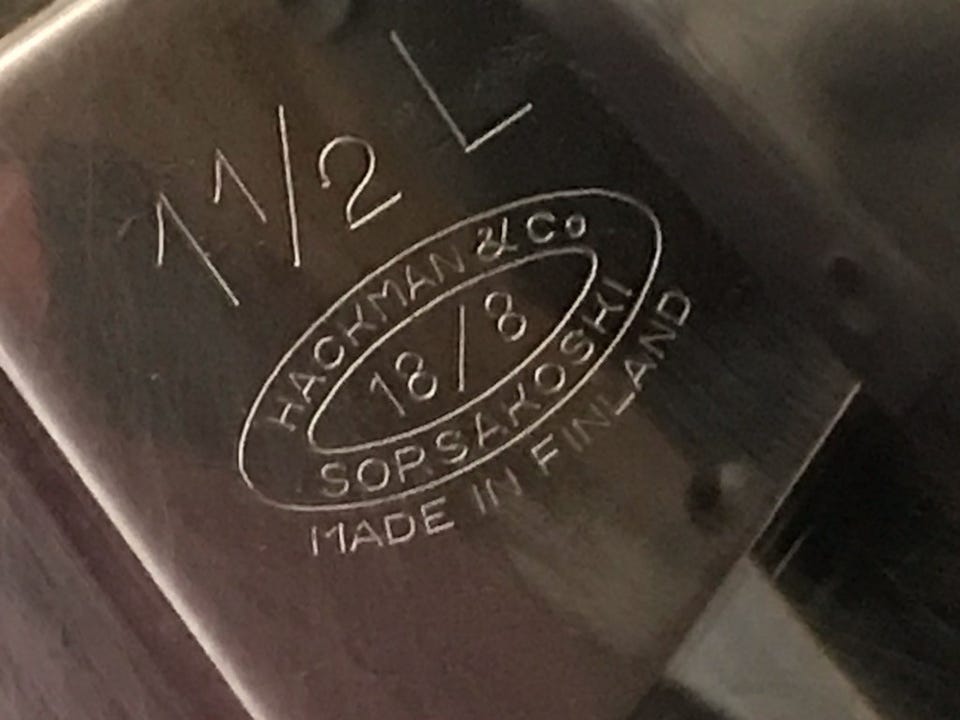 1 1/2 L
HACKMAN & Co
18/8
SORSAKOSKI
MADE IN FINLAND